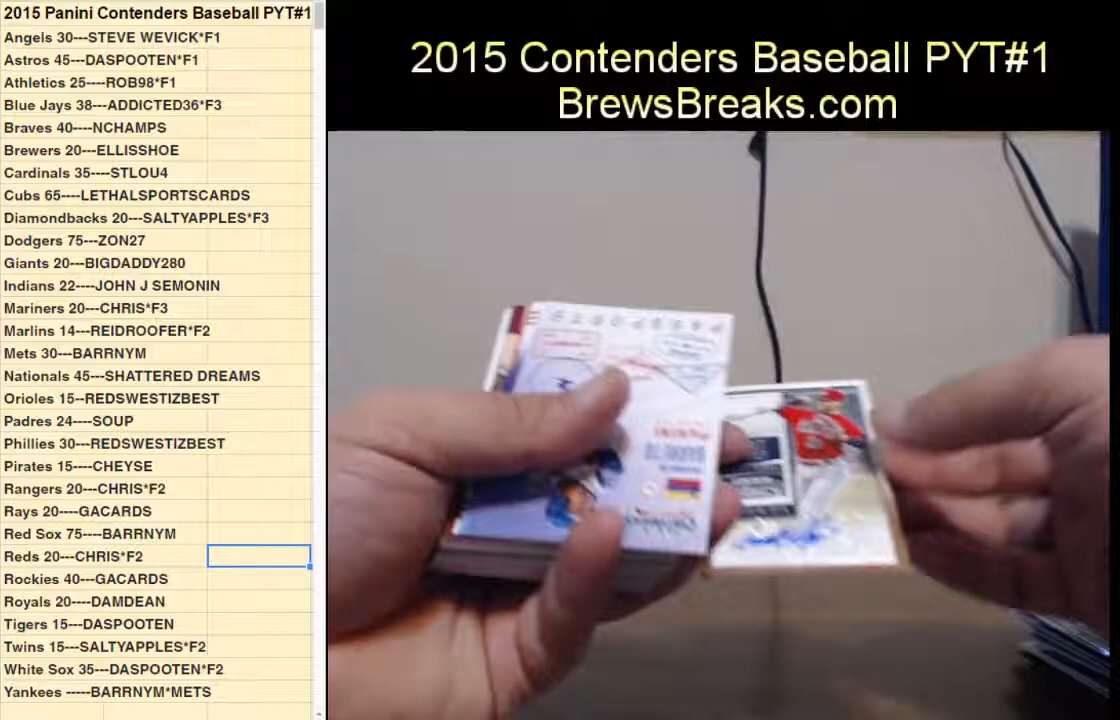 2015 Panini Contenders Baseball PYT#1
Angels 30---STEVE WEVICK*F1
Astros 45---DASPOOTEN*F1
Athletics 25----ROB98*F1
Blue Jays 38---ADDICTED36*F3
Braves 40----NCHAMPS
Brewers 20---ELLISSHOE
Cardinals 35----STLOU4
Cubs 65----LETHALSPORTSCARDS
Diamondbacks 20---SALTYAPPLES*F3
Dodgers 75---ZON27
Giants 20---BIGDADDY280
Indians 22----JOHN J SEMONIN
Mariners 20---CHRIS*F3
Marlins 14---REIDROOFER*F2
Mets 30---BARRNYM
Nationals 45---SHATTERED DREAMS
Orioles 15--REDSWESTIZBEST
Padres 24----SOUP
Phillies 30---REDSWESTIZBEST
Pirates 15----CHEYSE
Rangers 20---CHRIS*F2
Rays 20----GACARDS
Red Sox 75----BARRNYM
Reds 20---CHRIS*F2
Rockies 40---GACARDS
Royals 20----DAMDEAN
Tigers 15---DASPOOTEN
Twins 15---SALTYAPPLES*F2
White Sox 35---DASPOOTEN*F2
Yankees -----BARRNYM*METS
2015 Contenders Baseball PYT#1
BrewsBreaks.com